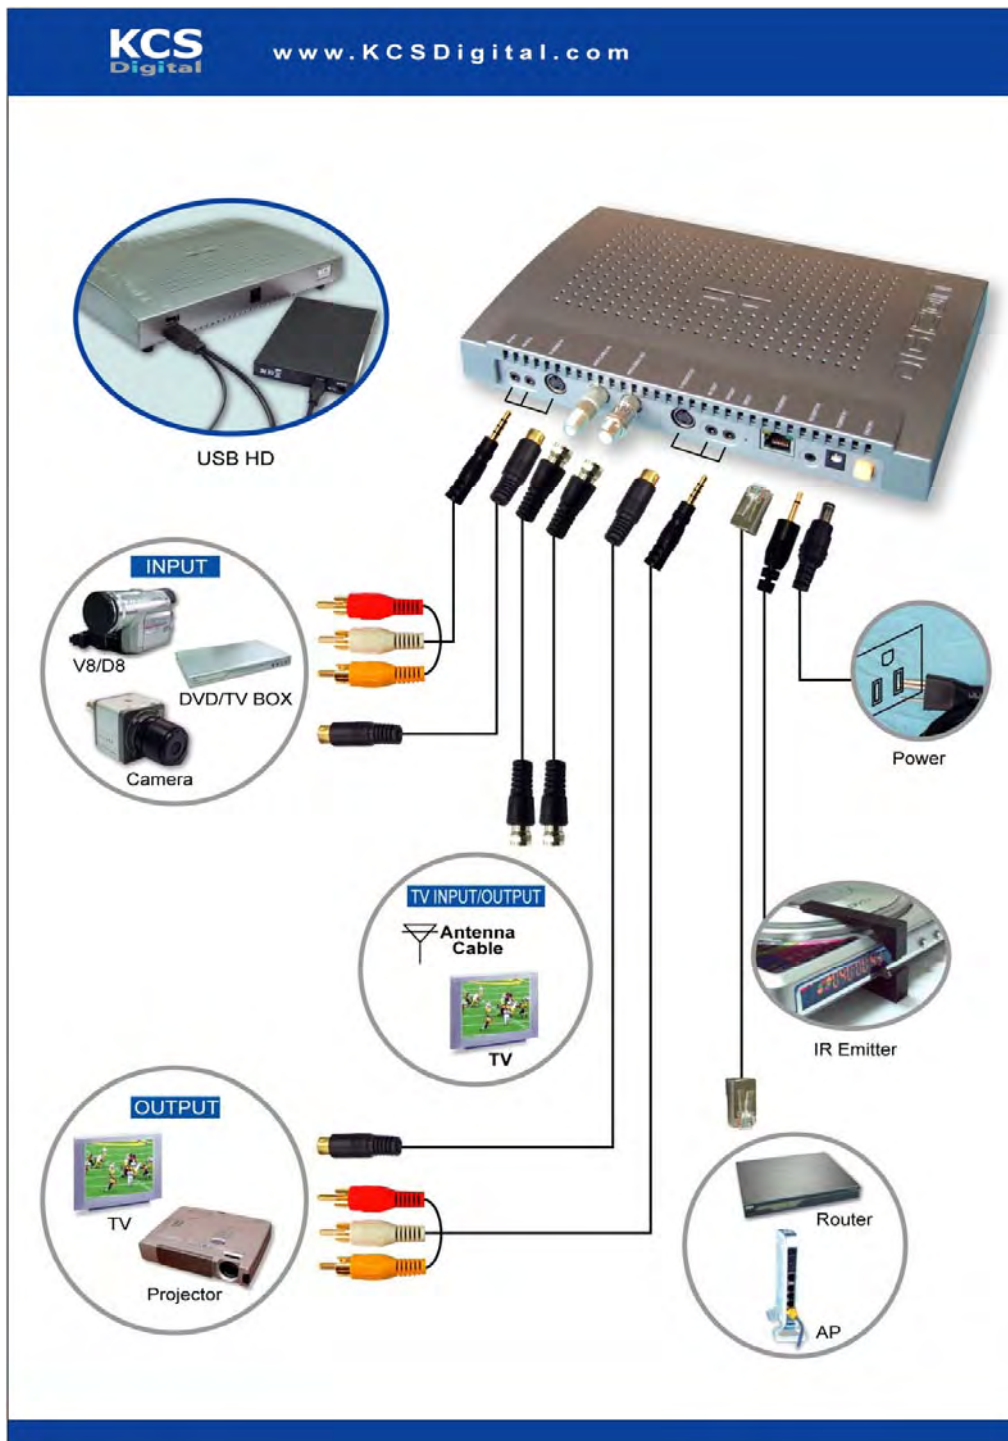 KCS
Digital
www.KCSDigital.com
USB HD
INPUT
V8/D8
DVD/TV BOX
Camera
Power
TV INPUT/OUTPUT
Antenna
Cable
TV
IR Emitter
OUTPUT
TV
Projector
Router
AP